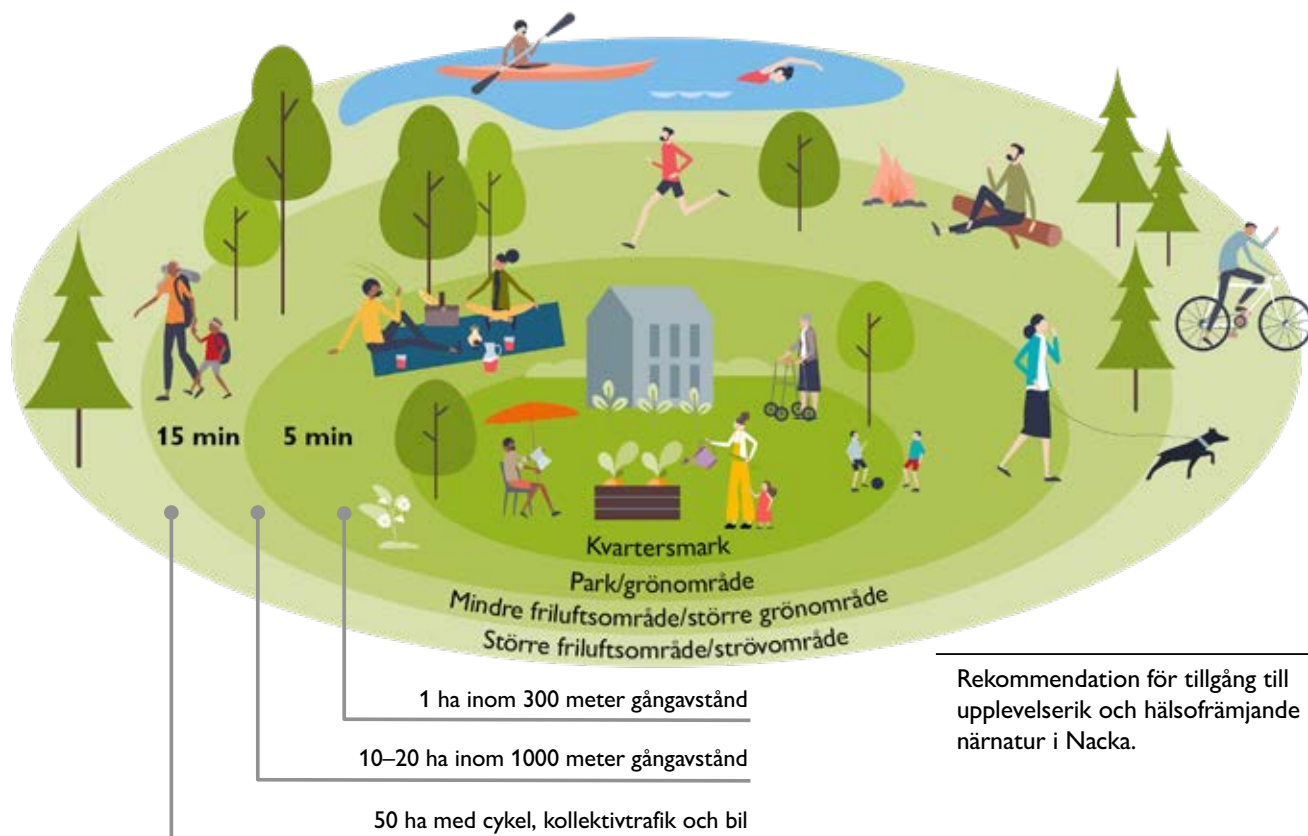 15 min
5 min
Kvartersmark
Park/grönområde
Mindre friluftsområde/större grönområde
Större friluftsområde/strövområde
1 ha inom 300 meter gångavstånd
10–20 ha inom 1000 meter gångavstånd
50 ha med cykel, kollektivtrafik och bil
Rekommendation för tillgång till
upplevelserik och hälsofrämjande
närnatur i Nacka.